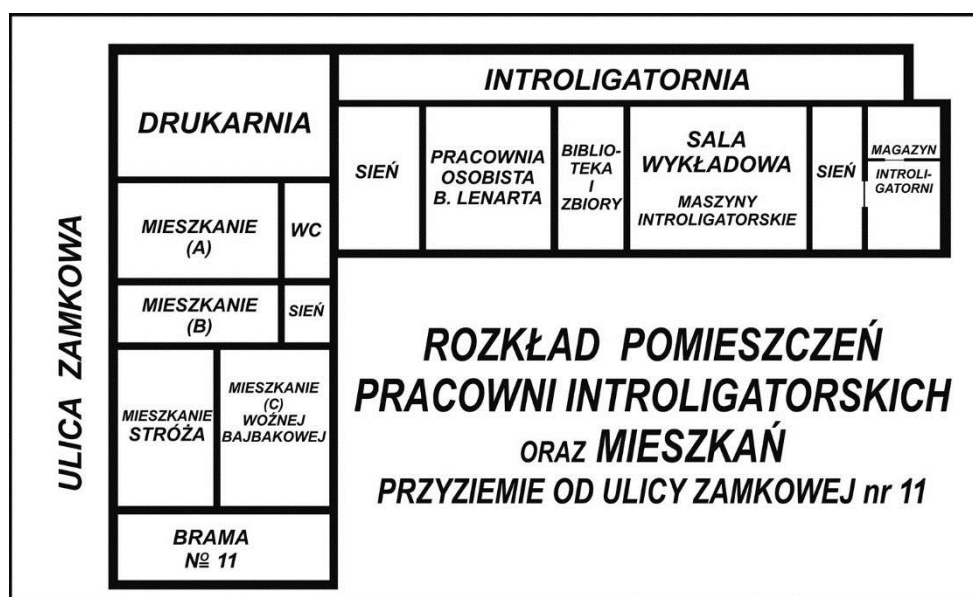 INTROLIGATORNIA
DRUKARNIA
SIEŃ
PRACOWNIA
OSOBISTA
B. LENARTA
BIBLIO-
TEKA
I
ZBIORY
SALA
WYKŁADOWA
MASZYNY
INTROLIGATORSKIE
SIEŃ
MAGAZYN
INTROLI-
GATORNI
MIESZKANIE
(A)
WC
MIESZKANIE
(B)
SIEŃ
MIESZKANIE
STRÓŻA
MIESZKANIE
(C)
WOŹNEJ
BAJBAKOWEJ
BRAMA
№ 11
ULICA ZAMKOWA
ROZKŁAD POMIESZCZEŃ
PRACOWNI INTROLIGATORSKICH
ORAZ MIESZKAŃ
PRZYZIEMIE OD ULICY ZAMKOWEJ nr 11